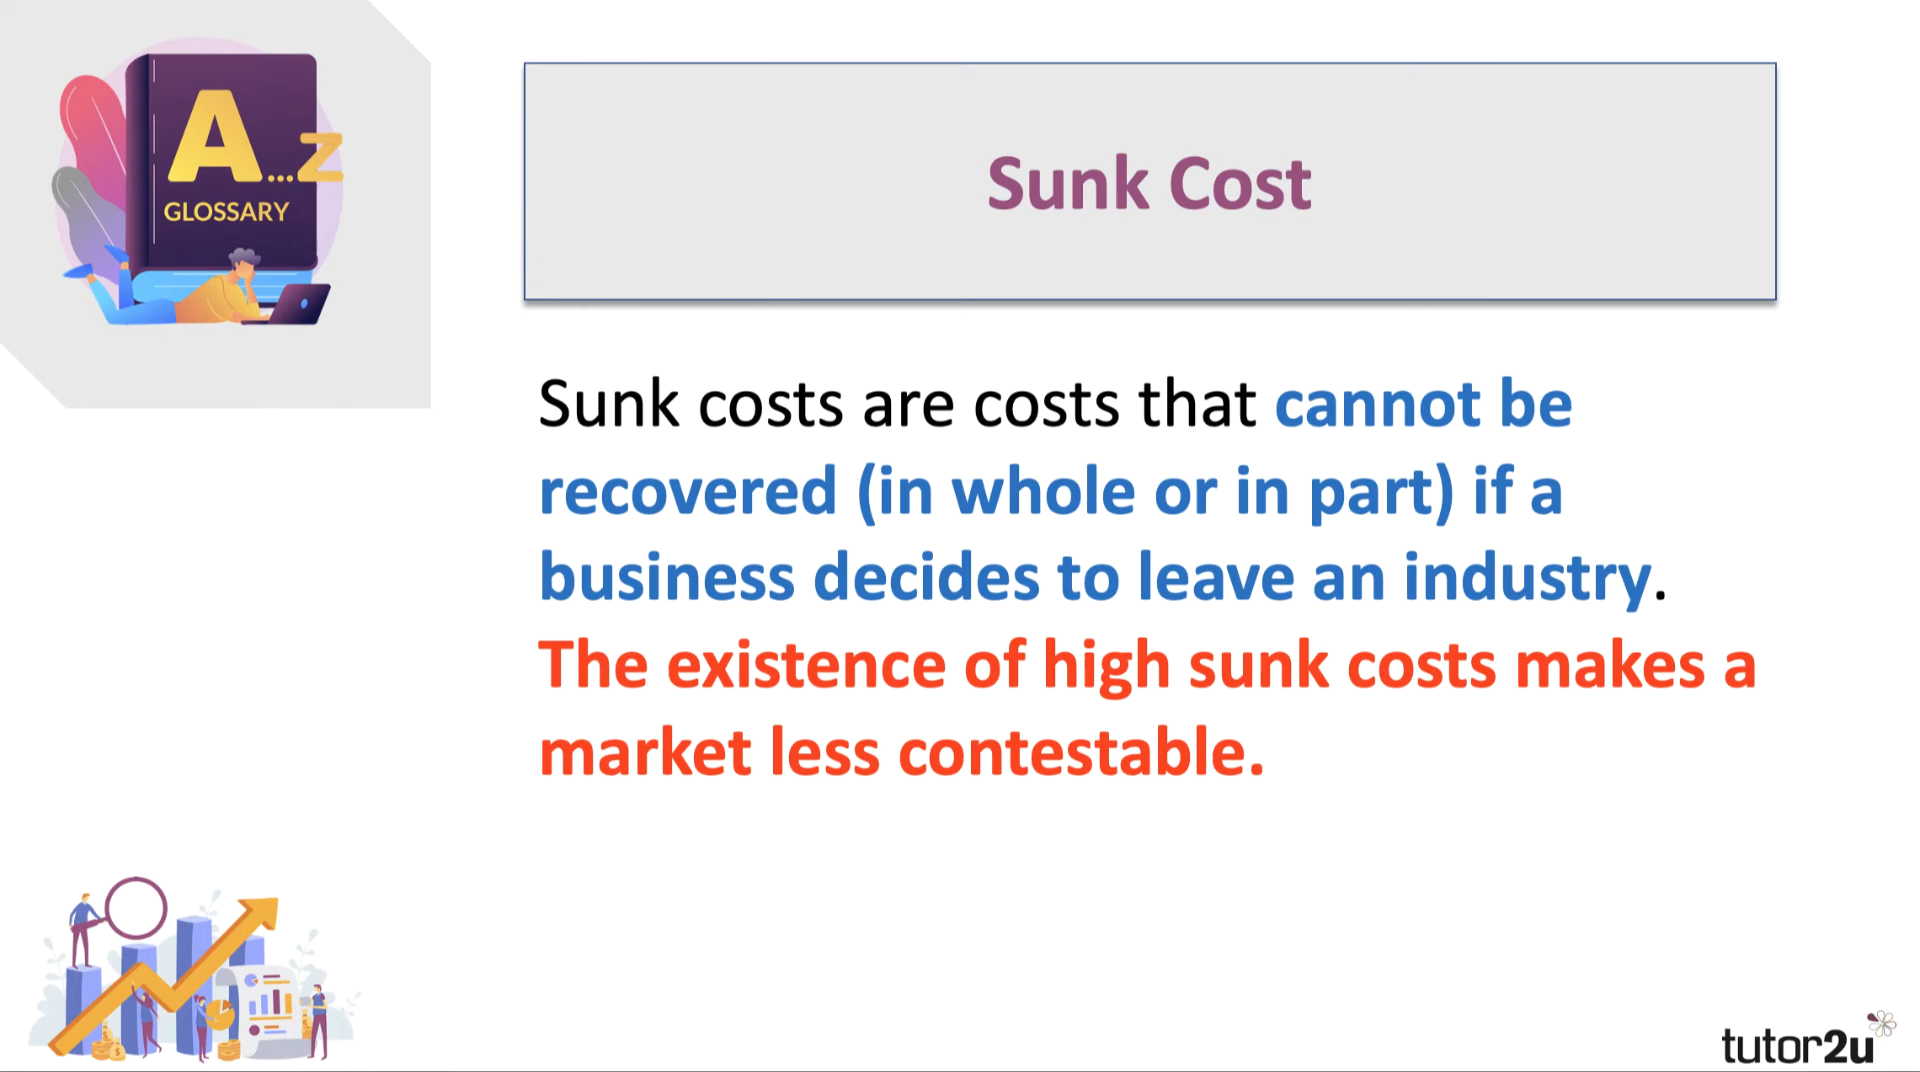 A...Z
GLOSSARY
Sunk Cost
Sunk costs are costs that cannot be
recovered (in whole or in part) if a
business decides to leave an industry.
The existence of high sunk costs makes a
market less contestable.
tutor2u